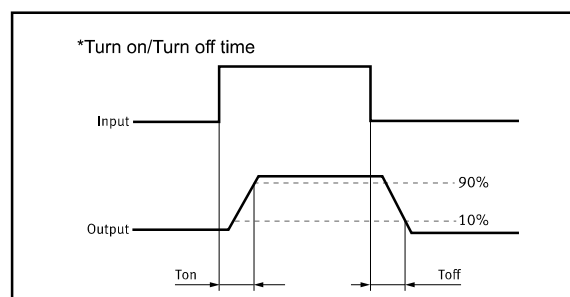 *Turn on/Turn off time
Input
90%
10%
Output
Ton
Toff